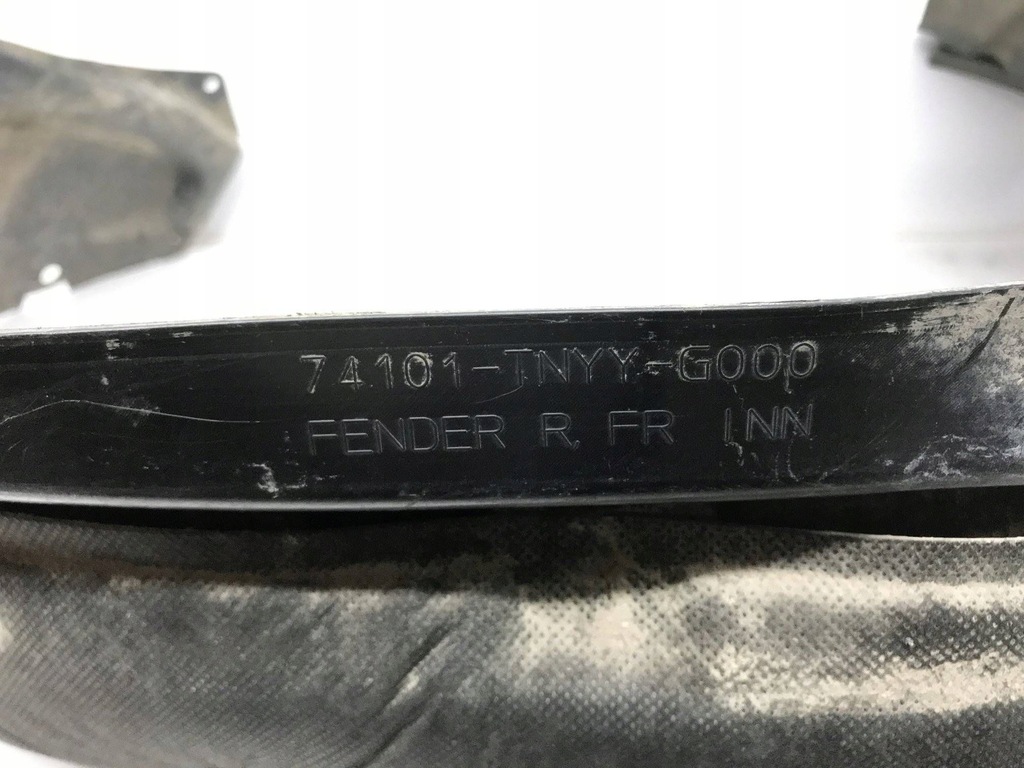 74101-TNYY-G000
FENDER R FR INN